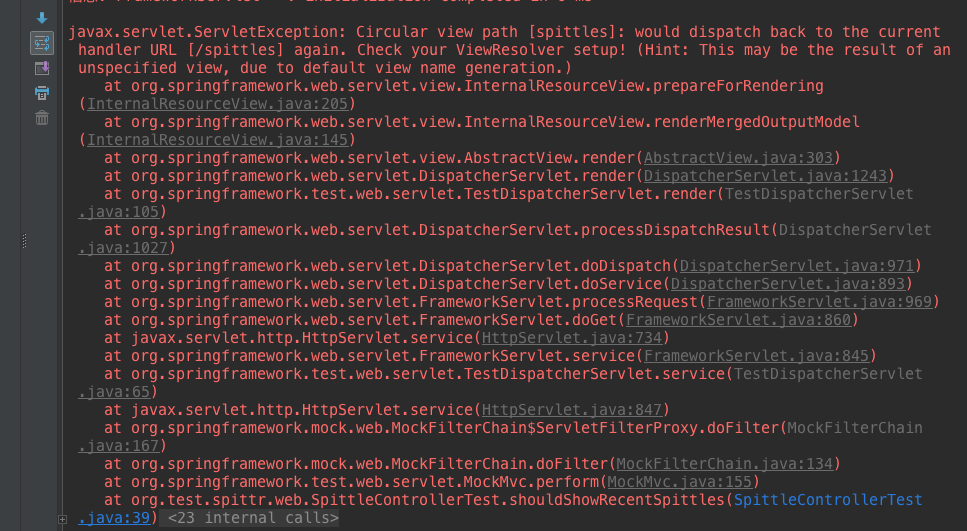 javax.servlet.ServletException: Circular view path [spittles]: would dispatch back to the current
handler URL [/spittles] again. Check your ViewResolver setup! (Hint: This may be the result of an
unspecified view, due to default view name generation.)
at org.springframework.web.servlet.view.InternalResourceView.prepareForRendering
(InternalResourceView.java:205)
at org.springframework.web.servlet.view.InternalResourceView.renderMergedOutputModel
(InternalResourceView.java:145)
at org.springframework.web.servlet.view.AbstractView.render(AbstractView.java:303)
at org.springframework.web.servlet.DispatcherServlet.render(DispatcherServlet.java:1243)
at org.springframework.test.web.servlet.TestDispatcherServlet.render(TestDispatcherServlet
.java:105)
at org.springframework.web.servlet.DispatcherServlet.processDispatchResult(DispatcherServlet
.java:1027)
at org.springframework.web.servlet.DispatcherServlet.doDispatch(DispatcherServlet.java:971)
at org.springframework.web.servlet.DispatcherServlet.doService(DispatcherServlet.java:893)
at org.springframework.web.servlet.FrameworkServlet.processRequest(FrameworkServlet.java:969)
at org.springframework.web.servlet.FrameworkServlet.doGet(FrameworkServlet.java:860)
at javax.servlet.http.HttpServlet.service(HttpServlet.java:734)
at org.springframework.web.servlet.FrameworkServlet.service(FrameworkServlet.java:845)
at org.springframework.test.web.servlet.TestDispatcherServlet.service(TestDispatcherServlet
.java:65)
at javax.servlet.http.HttpServlet.service(HttpServlet.java:847)
at org.springframework.mock.web.MockFilterChain$ServletFilterProxy.doFilter(MockFilterChain
.java:167)
at org.springframework.mock.web.MockFilterChain.doFilter(MockFilterChain.java:134)
at org.springframework.test.web.servlet.MockMvc.perform(MockMvc.java:155)
at org.test.spittr.web.SpittleControllerTest.shouldShowRecentSpittles(SpittleControllerTest
.java:39) <23 internal calls>